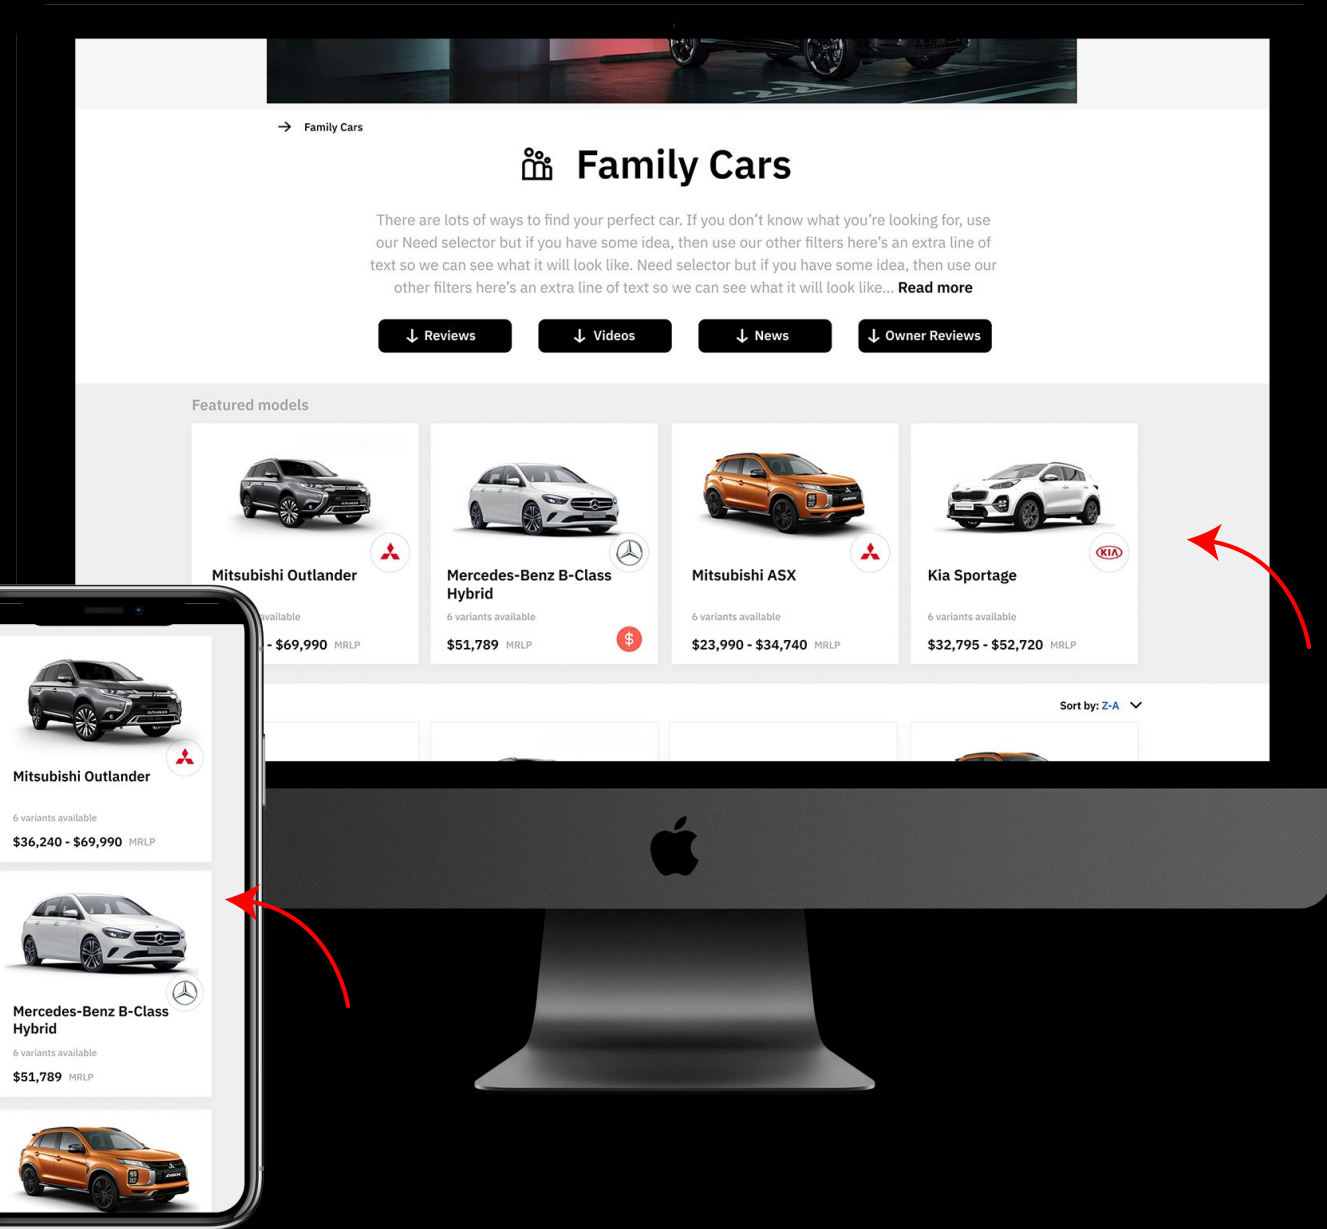 Family Cars
Family Cars
There are lots of ways to find your perfect car. If you don't know what you're looking for, use
our Need selector but if you have some idea, then use our other filters here's an extra line of
text so we can see what it will look like. Need selector but if you have some idea, then use our
other filters here's an extra line of text so we can see what it will look like... Read more
Reviews
Videos
News
Owner Reviews
Featured models
Mitsubishi Outlander
available
- $69,990 MRLP
Mercedes-Benz B-Class
Hybrid
6 variants available
$51,789 MRLP
$
Mitsubishi ASX
6 variants available
$23,990 - $34,740 MRLP
KIA
Kia Sportage
6 variants available
$32,795 - $52,720 MRLP
Sort by: Z-A
Mitsubishi Outlander
6 variants available
$36,240 - $69,990 MRLP
Mercedes-Benz B-Class
Hybrid
6 variants available
$51,789 MRLP